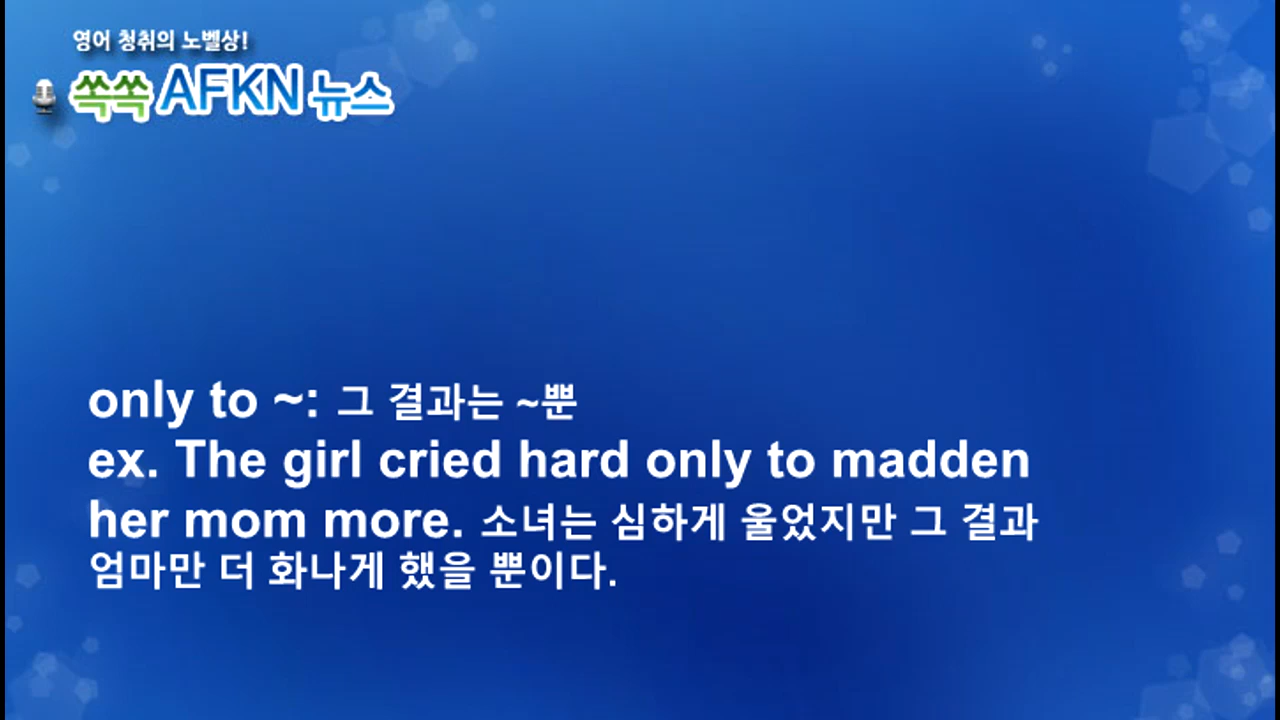 영어 청취의 노벨상!
쏙쏙 AFKN 뉴스
only to ~: 그 결과는 ~뿐
ex. The girl cried hard only to madden
her mom more. 소녀는 심하게 울었지만 그 결과
엄마만 더 화나게 했을 뿐이다.